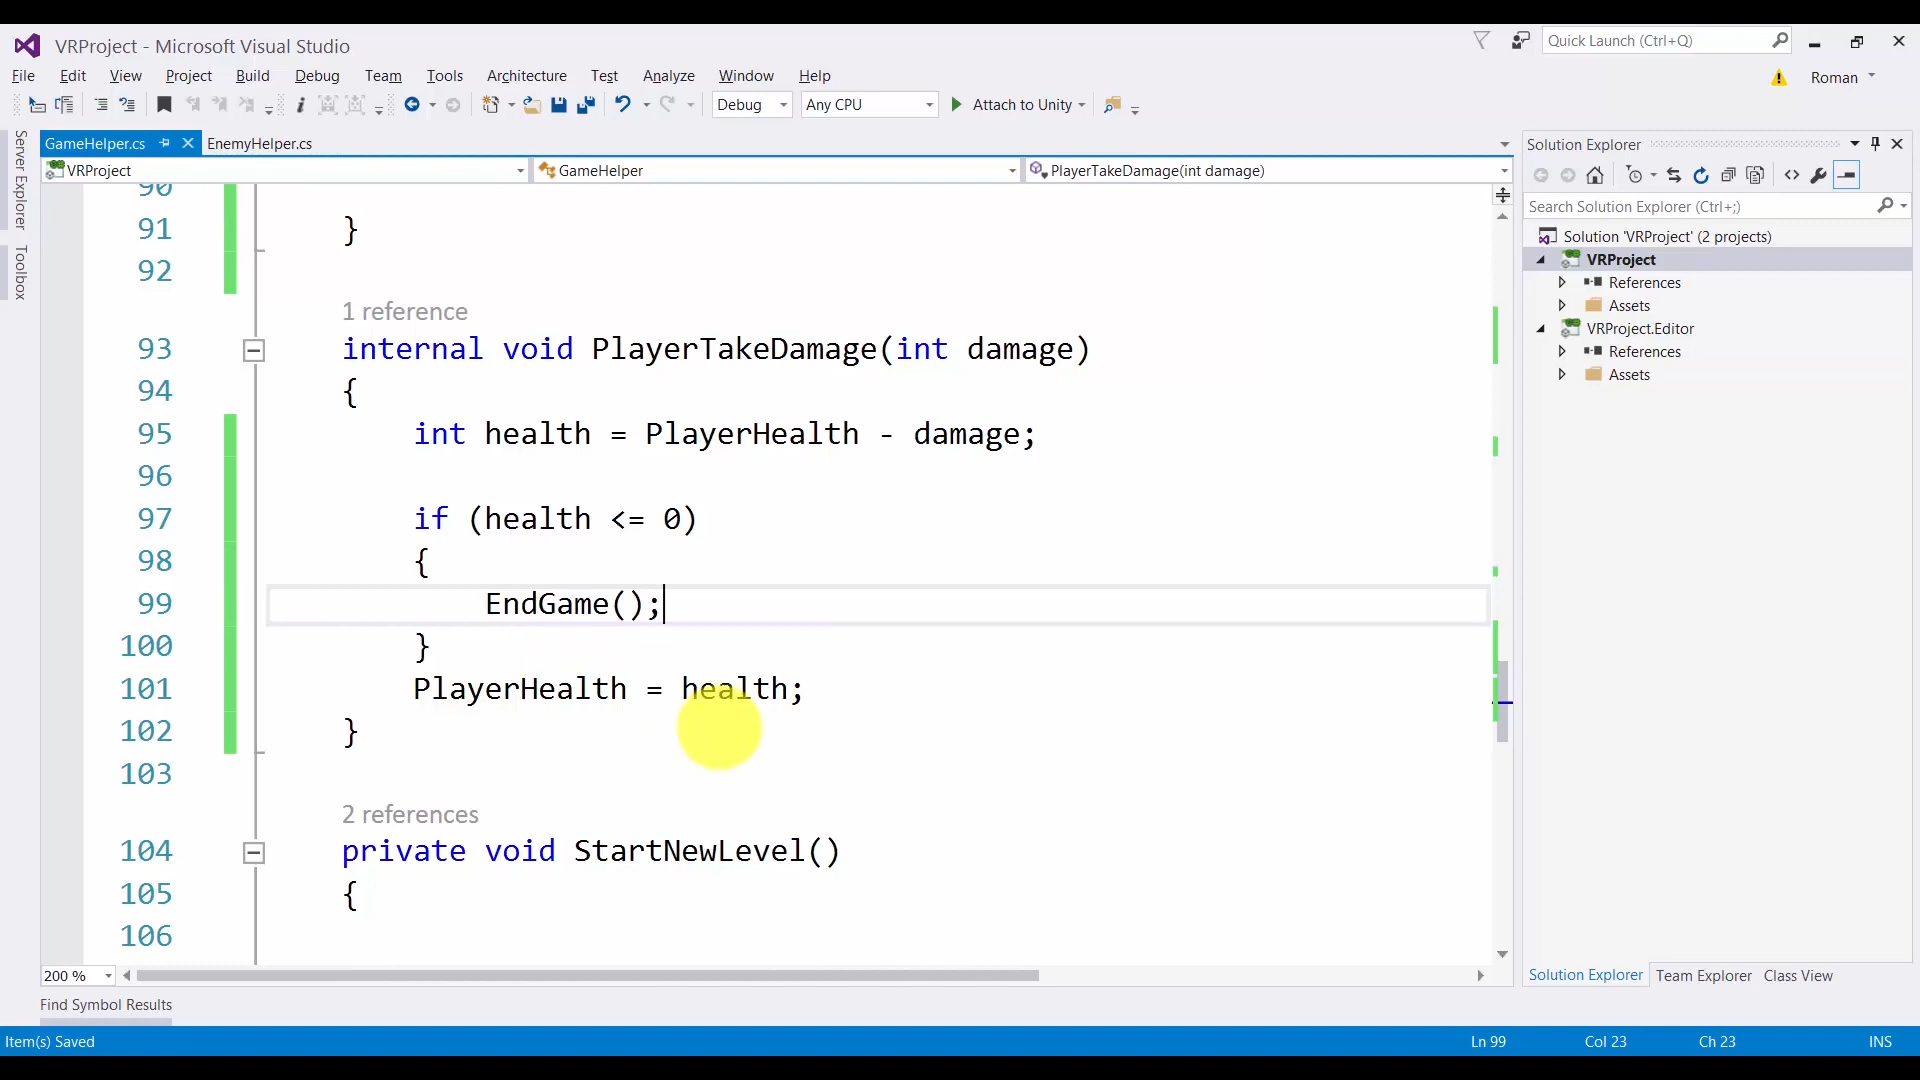 VRProject - Microsoft Visual Studio
Quick Launch (Ctrl+Q)
File Edit View Project Build Debug Team Tools Architecture Test Analyze Window Help
Roman
Debug Any CPU Attach to Unity
Server Explorer
Toolbox
GameHelper.cs EnemyHelper.cs
VRProject GameHelper PlayerTakeDamage(int damage)
90
91 }
92
1 reference
93 internal void PlayerTakeDamage(int damage)
94 {
95 int health = PlayerHealth - damage;
96
97 if (health <= 0)
98 {
99 EndGame();
100 }
101 PlayerHealth = health;
102 }
103
2 references
104 private void StartNewLevel()
105 {
106
200 %
Find Symbol Results
Solution Explorer
Search Solution Explorer (Ctrl+;)
Solution 'VRProject' (2 projects)
VRProject
References
Assets
VRProject.Editor
References
Assets
Solution Explorer Team Explorer Class View
Item(s) Saved Ln 99 Col 23 Ch 23 INS